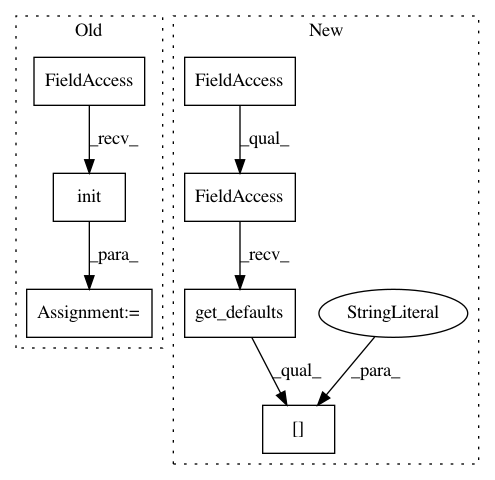 Old
New
FieldAccess
FieldAccess
_recv_
_qual_
init
FieldAccess
_para_
_recv_
Assignment:=
get_defaults
StringLiteral
_qual_
_para_
[]